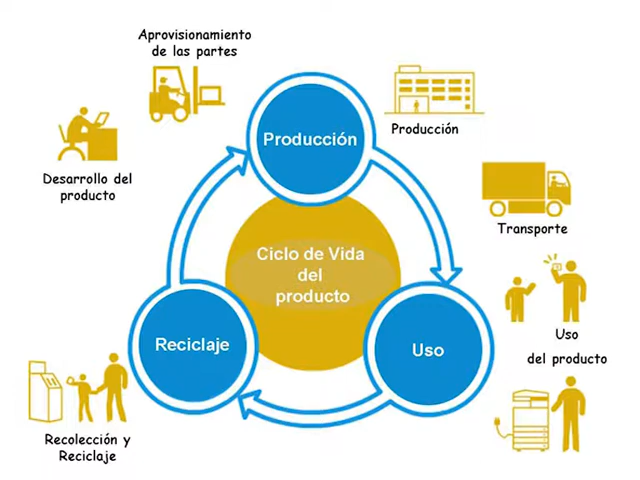 Aprovisionamiento
de las partes
Producción
Producción
Desarrollo del
producto
Transporte
Ciclo de Vida
del
producto
Uso
del producto
Reciclaje
Uso
Recolección y
Reciclaje